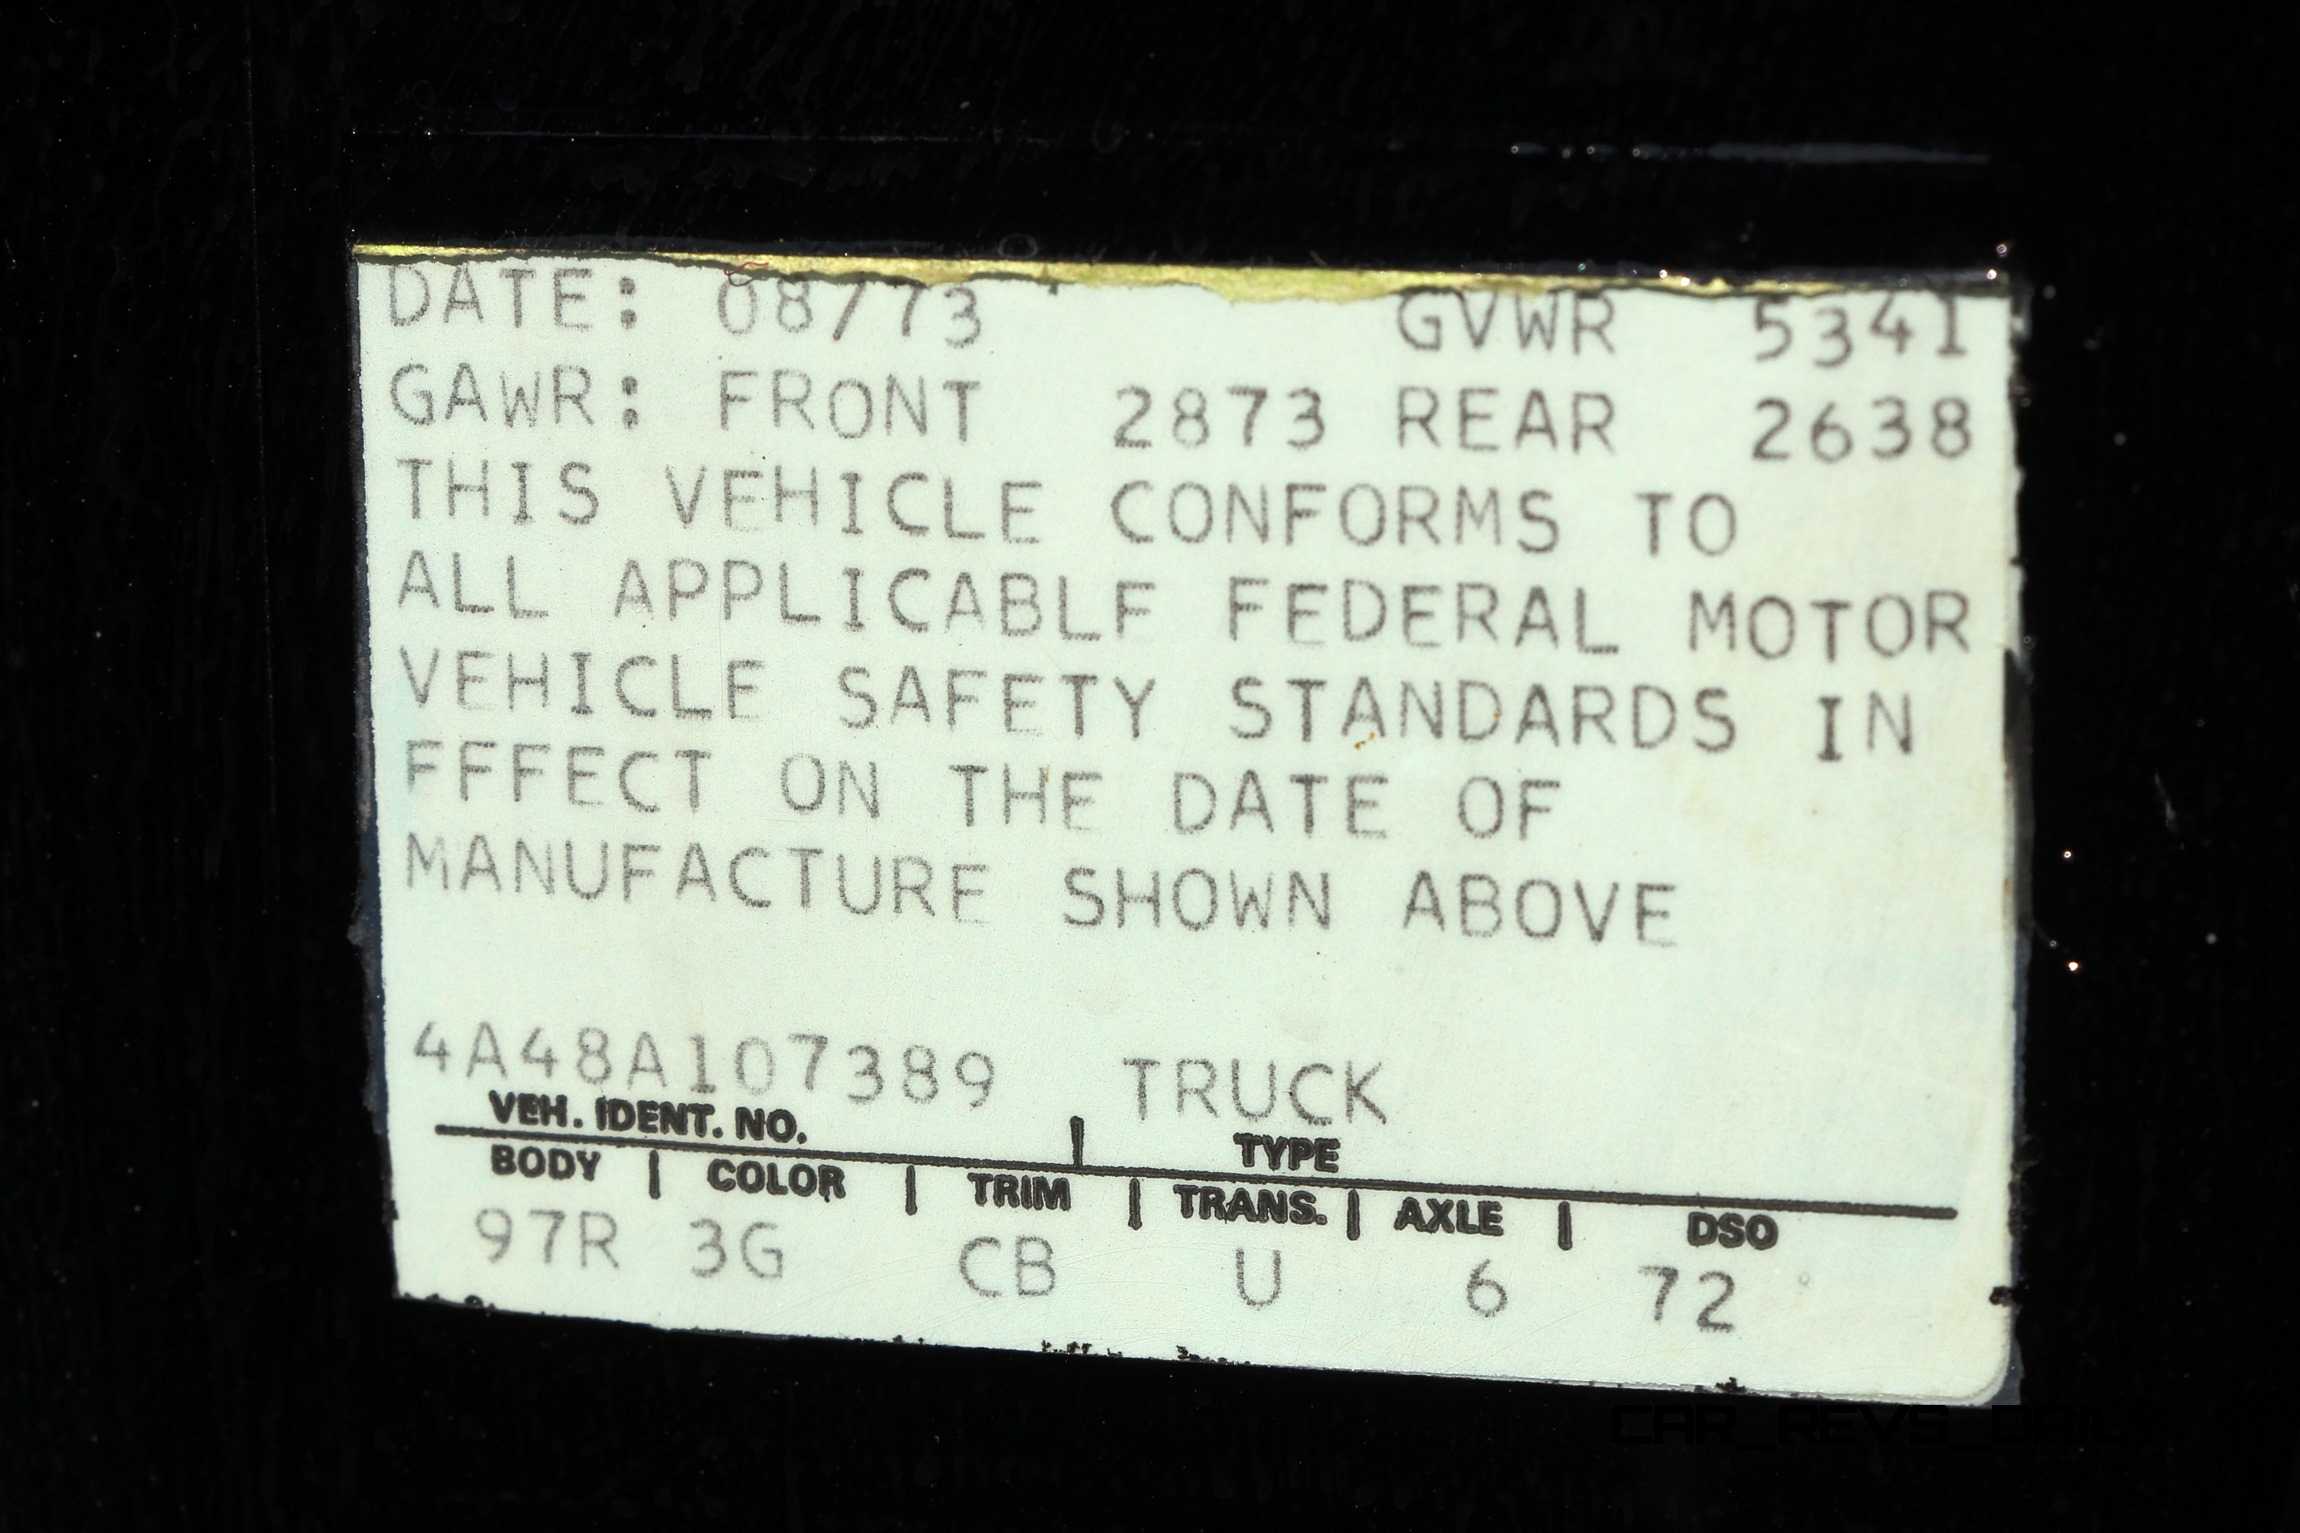 DATE: 08/73 GVWR 5341
GAWR: FRONT 2873 REAR 2638
THIS VEHICLE CONFORMS TO
ALL APPLICABLF FEDERAL MOTOR
VEHICLE SAFETY STANDARDS IN
FFFECT ON THE DATE OF
MANUFACTURE SHOWN ABOVE
4A48A107389 TRUCK
VEH. IDENT. NO. | TYPE
BODY | COLOR | TRIM | TRANS. | AXLE | DSO
97R 3G CB U 6 72